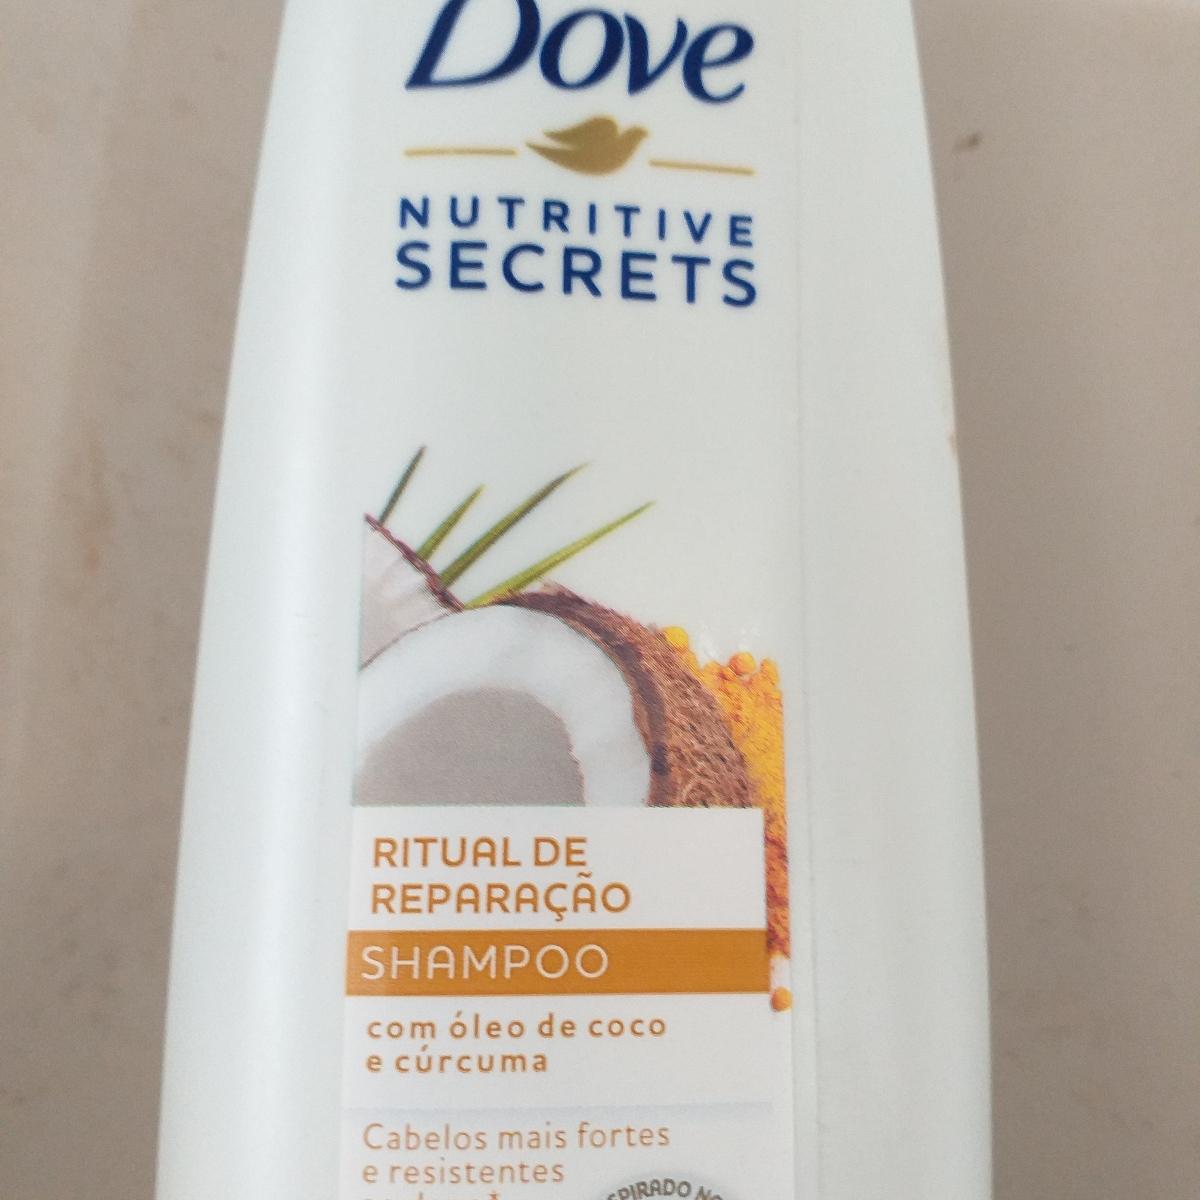 Dove
NUTRITIVE
SECRETS
RITUAL DE
REPARAÇÃO
SHAMPOO
com óleo de coco
e cúrcuma
Cabelos mais fortes
e resistentes